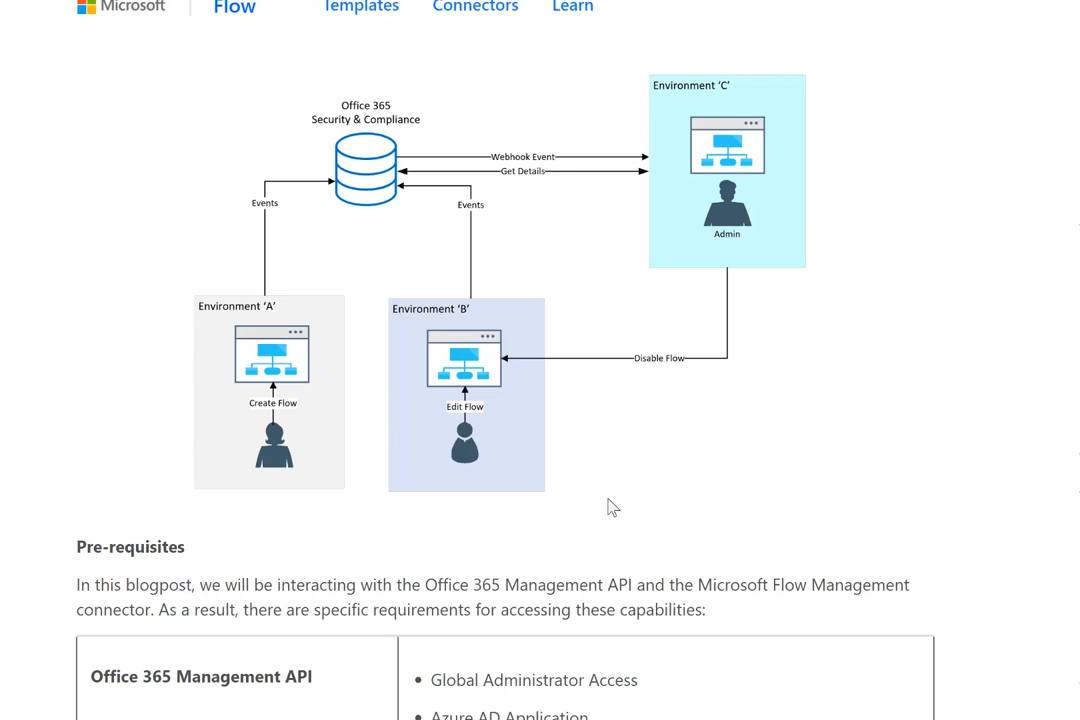 Microsoft
Flow
Templates
Connectors
Learn
Environment ‘C’
Office 365
Security & Compliance
Webhook Event
Get Details
Events
Events
Admin
Environment ‘A’
Environment ‘B’
Disable Flow
Create Flow
Edit Flow
Pre-requisites
In this blogpost, we will be interacting with the Office 365 Management API and the Microsoft Flow Management
connector. As a result, there are specific requirements for accessing these capabilities:
Office 365 Management API
• Global Administrator Access
• Azure AD Application